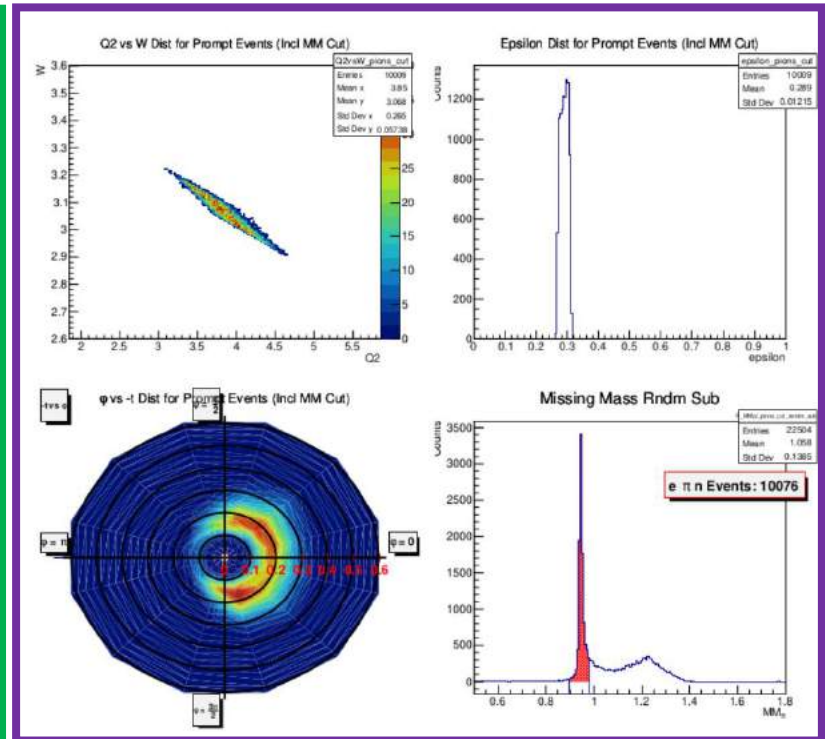 Q2 vs W Dist for Prompt Events (Incl MM Cut)
W
3.6
3.5
3.4
3.3
3.2
3.1
3
2.9
2.8
2.7
2.6
2
2.5
3
3.5
4
4.5
5
5.5
Q2
Q2vsW_pions_cut
Entries 10009
Mean x 3.85
Mean y 3.068
Std Dev x 0.265
Std Dev y 0.05738
25
20
15
10
5
0
Epsilon Dist for Prompt Events (Incl MM Cut)
Counts
1200
1000
800
600
400
200
0
0 0.1 0.2 0.3 0.4 0.5 0.6 0.7 0.8 0.9 1
epsilon
epsilon_pions_cut
Entries 10009
Mean 0.289
Std Dev 0.01215
φ vs -t Dist for Prompt Events (Incl MM Cut)
φ = π
φ = 0
0.1 0.2 0.3 0.4 0.5 0.6
Missing Mass Rndm Sub
Counts
3500
3000
2500
2000
1500
1000
500
0
0.6 0.8 1 1.2 1.4 1.6 1.8
MMₙ
Entries 22504
Mean 1.058
Std Dev 0.1385
e π n Events: 10076